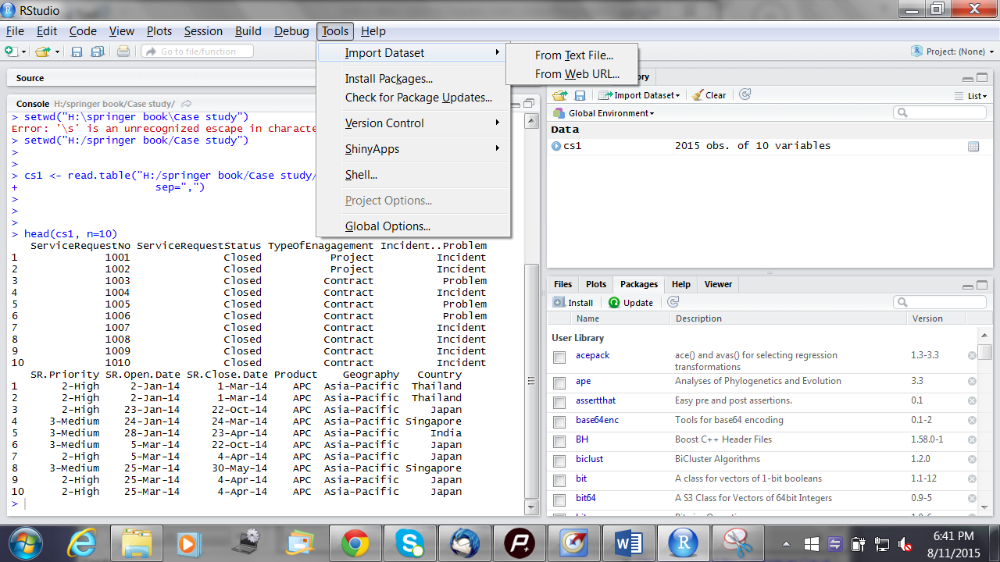 RStudio
File Edit Code View Plots Session Build Debug Tools Help
Go to file/function
Project: (None)
Import Dataset
Install Packages...
Check for Package Updates...
Version Control
ShinyApps
Shell...
Project Options...
Global Options...
From Text File...
From Web URL...
Source
Console H:/springer book/Case study/
> setwd("H:\springer book\Case study")
Error: '\s' is an unrecognized escape in characte
> setwd("H:/springer book/Case study")
>
>
> cs1 <- read.table("H:/springer book/Case study/
+ sep=",")
>
>
>
> head(cs1, n=10)
ServiceRequestNo ServiceRequestStatus TypeOfEnagagement Incident..Problem
1 1001 Closed Project Incident
2 1002 Closed Project Incident
3 1003 Closed Contract Problem
4 1004 Closed Contract Incident
5 1005 Closed Contract Problem
6 1006 Closed Contract Problem
7 1007 Closed Contract Incident
8 1008 Closed Contract Incident
9 1009 Closed Contract Incident
10 1010 Closed Contract Incident
SR.Priority SR.Open.Date SR.Close.Date Product Geography Country
1 2-High 2-Jan-14 1-Mar-14 APC Asia-Pacific Thailand
2 2-High 2-Jan-14 1-Mar-14 APC Asia-Pacific Thailand
3 2-High 23-Jan-14 22-Oct-14 APC Asia-Pacific Japan
4 3-Medium 24-Jan-14 24-Mar-14 APC Asia-Pacific Singapore
5 3-Medium 28-Jan-14 23-Apr-14 APC Asia-Pacific India
6 3-Medium 5-Mar-14 22-Oct-14 APC Asia-Pacific Japan
7 2-High 5-Mar-14 4-Apr-14 APC Asia-Pacific Japan
8 3-Medium 25-Mar-14 30-May-14 APC Asia-Pacific Singapore
9 2-High 25-Mar-14 4-Apr-14 APC Asia-Pacific Japan
10 2-High 25-Mar-14 4-Apr-14 APC Asia-Pacific Japan
>
Import Dataset Clear List
Global Environment
Data
cs1 2015 obs. of 10 variables
Files Plots Packages Help Viewer
Install Update
Name Description Version
User Library
acepack ace() and avas() for selecting regression 1.3-3.3
transformations
ape Analyses of Phylogenetics and Evolution 3.3
assertthat Easy pre and post assertions. 0.1
base64enc Tools for base64 encoding 0.1-2
BH Boost C++ Header Files 1.58.0-1
biclust BiCluster Algorithms 1.2.0
bit A class for vectors of 1-bit booleans 1.1-12
bit64 A S3 Class for Vectors of 64bit Integers 0.9-5
6:41 PM
8/11/2015